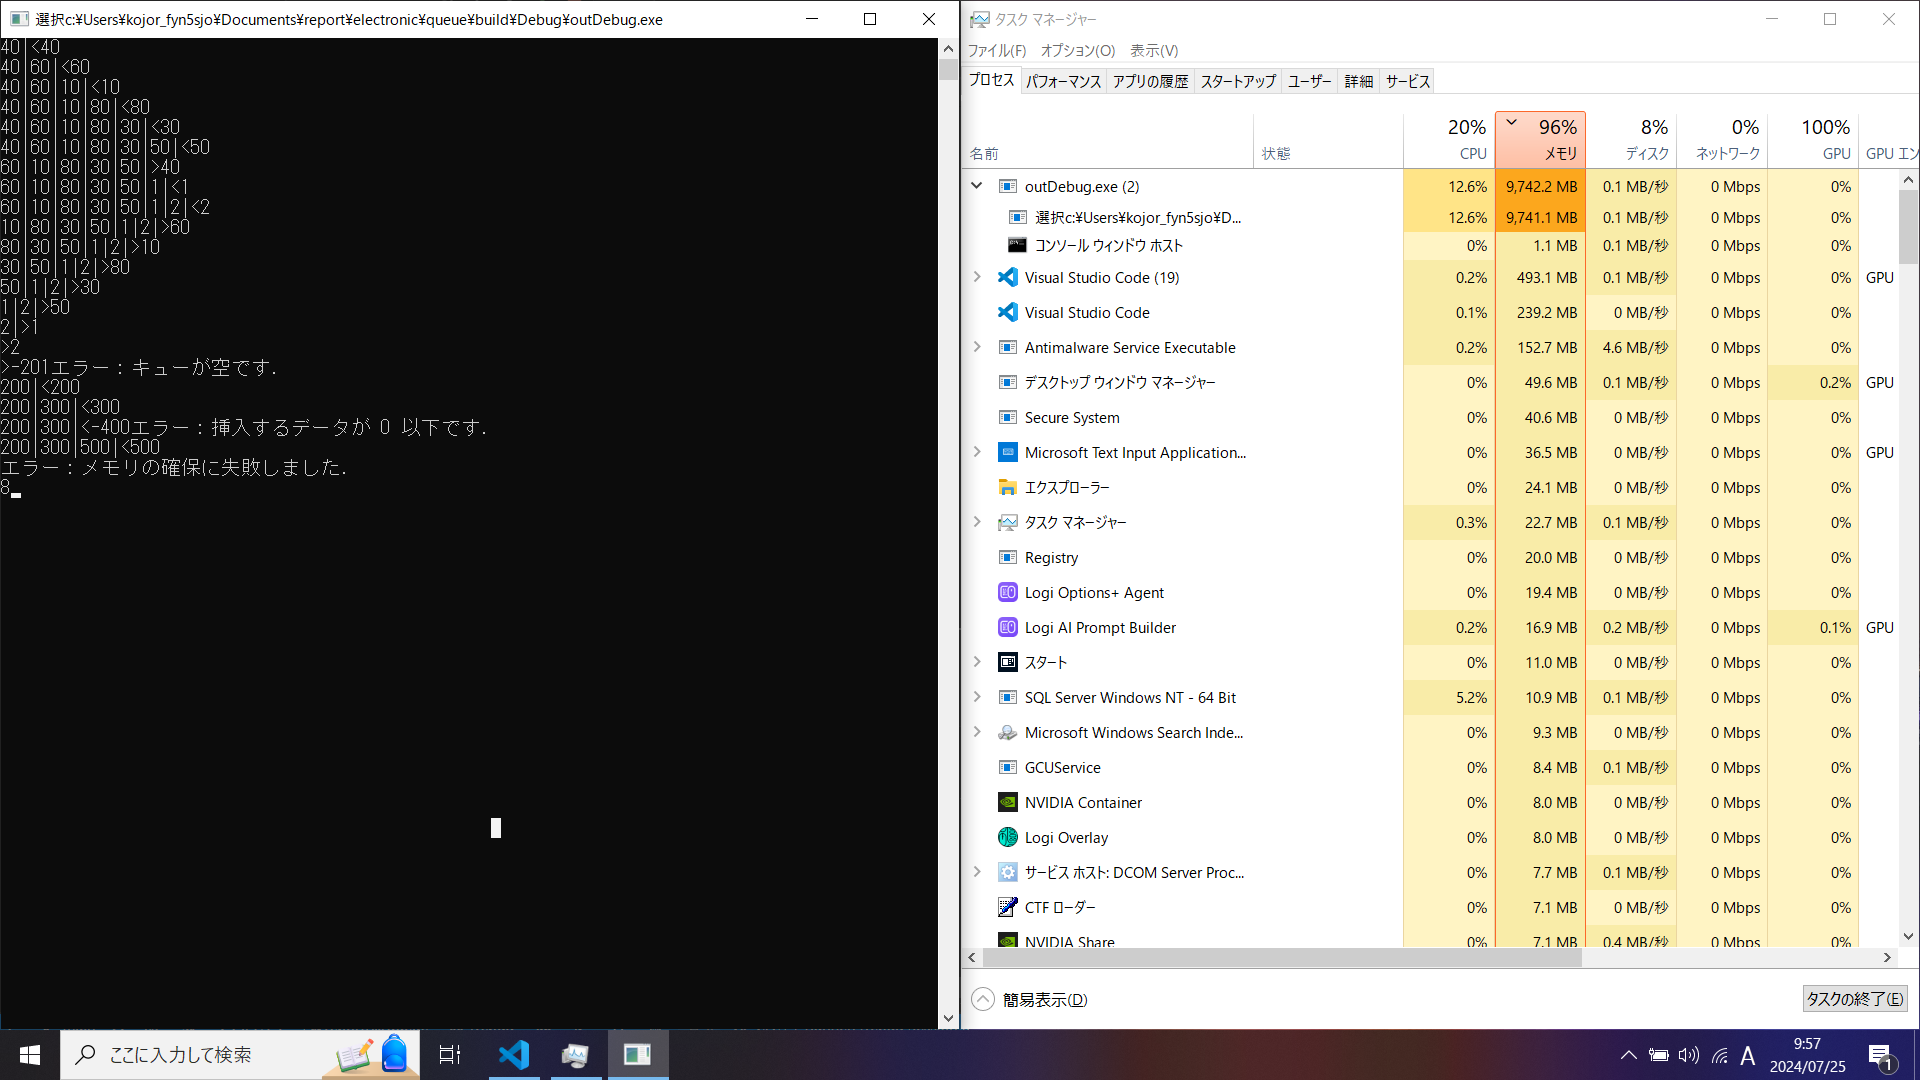 選択c:¥Users¥kojor_fyn5sjo¥Documents¥report¥electronic¥queue¥build¥Debug¥outDebug.exe
40|<40
40|60|<60
40|60|10|<10
40|60|10|80|<80
40|60|10|80|30|<30
40|60|10|80|30|50|<50
60|10|80|30|50|>40
60|10|80|30|50|1|<1
60|10|80|30|50|1|2|<2
10|80|30|50|1|2|>60
80|30|50|1|2|>10
30|50|1|2|>80
50|1|2|>30
1|2|>50
2|>1
>2
>-201エラー：キューが空です.
200|<200
200|300|<300
200|300|<-400エラー：挿入するデータが 0 以下です.
200|300|500|<500
エラー：メモリの確保に失敗しました.
8
タスク マネージャー
ファイル(F) オプション(O) 表示(V)
プロセス パフォーマンス アプリの履歴 スタートアップ ユーザー 詳細 サービス
20% 96% 8% 0% 100%
名前 状態 CPU メモリ ディスク ネットワーク GPU GPU エン
outDebug.exe (2) 12.6% 9,742.2 MB 0.1 MB/秒 0 Mbps 0%
選択c:¥Users¥kojor_fyn5sjo¥D... 12.6% 9,741.1 MB 0.1 MB/秒 0 Mbps 0%
コンソール ウィンドウ ホスト 0% 1.1 MB 0.1 MB/秒 0 Mbps 0%
Visual Studio Code (19) 0.2% 493.1 MB 0.1 MB/秒 0 Mbps 0% GPU
Visual Studio Code 0.1% 239.2 MB 0 MB/秒 0 Mbps 0%
Antimalware Service Executable 0.2% 152.7 MB 4.6 MB/秒 0 Mbps 0%
デスクトップ ウィンドウ マネージャー 0% 49.6 MB 0.1 MB/秒 0 Mbps 0.2% GPU
Secure System 0% 40.6 MB 0 MB/秒 0 Mbps 0%
Microsoft Text Input Application... 0% 36.5 MB 0 MB/秒 0 Mbps 0% GPU
エクスプローラー 0% 24.1 MB 0 MB/秒 0 Mbps 0%
タスク マネージャー 0.3% 22.7 MB 0.1 MB/秒 0 Mbps 0%
Registry 0% 20.0 MB 0 MB/秒 0 Mbps 0%
Logi Options+ Agent 0% 19.4 MB 0 MB/秒 0 Mbps 0%
Logi AI Prompt Builder 0.2% 16.9 MB 0.2 MB/秒 0 Mbps 0.1% GPU
スタート 0% 11.0 MB 0 MB/秒 0 Mbps 0%
SQL Server Windows NT - 64 Bit 5.2% 10.9 MB 0.1 MB/秒 0 Mbps 0%
Microsoft Windows Search Inde... 0% 9.3 MB 0 MB/秒 0 Mbps 0%
GCUService 0% 8.4 MB 0.1 MB/秒 0 Mbps 0%
NVIDIA Container 0% 8.0 MB 0 MB/秒 0 Mbps 0%
Logi Overlay 0% 8.0 MB 0 MB/秒 0 Mbps 0%
サービス ホスト: DCOM Server Proc... 0% 7.7 MB 0.1 MB/秒 0 Mbps 0%
CTF ローダー 0% 7.1 MB 0 MB/秒 0 Mbps 0%
NVIDIA Share 0% 7.1 MB 0.4 MB/秒 0 Mbps 0%
簡易表示(D)
タスクの終了(E)
ここに入力して検索
A
9:57
2024/07/25
1